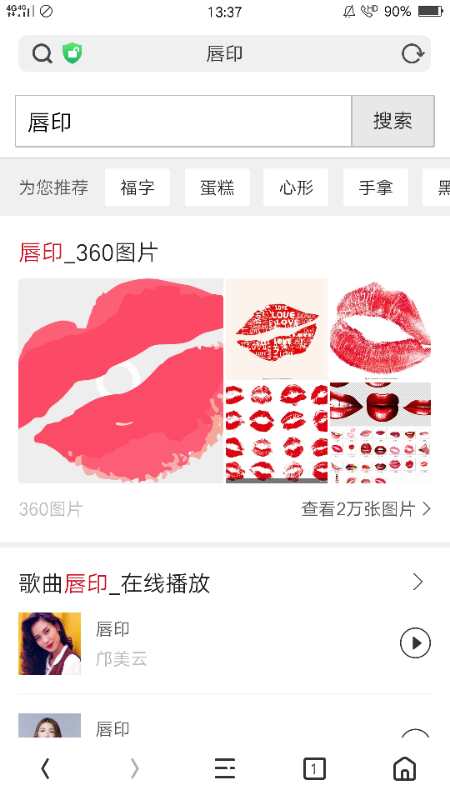 4G 4G 13:37 HD 90%
唇印
唇印 搜索
为您推荐 福字 蛋糕 心形 手拿
唇印_360图片
LOVE
LOVE
360图片 查看2万张图片
歌曲唇印_在线播放
唇印
邝美云
唇印
1